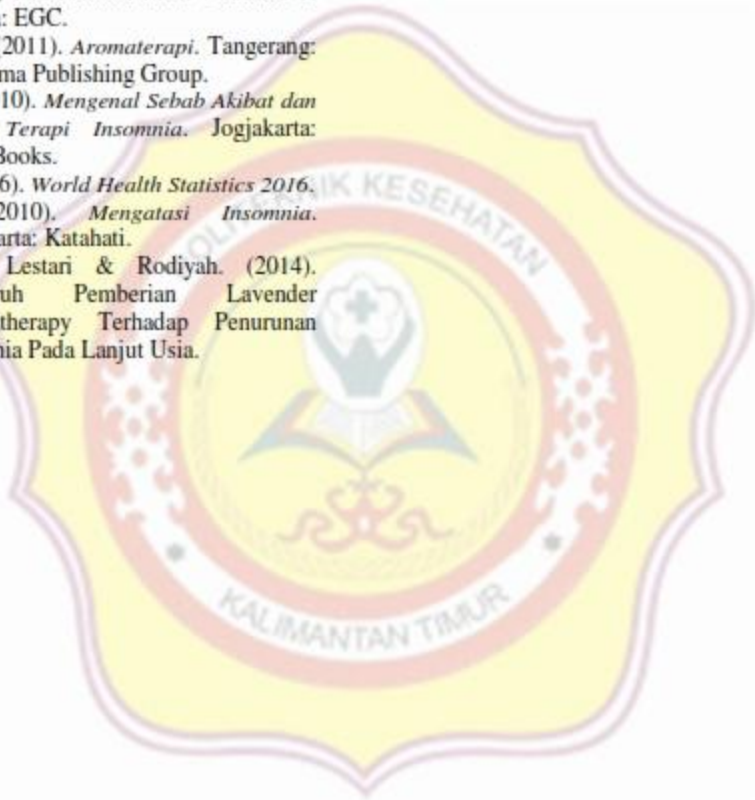 : EGC.
(2011). Aromaterapi. Tangerang:
ma Publishing Group.
10). Mengenal Sebab Akibat dan
Terapi Insomnia. Jogjakarta:
Books.
6). World Health Statistics 2016.
2010). Mengatasi Insomnia.
arta: Katahati.
Lestari & Rodiyah. (2014).
uh Pemberian Lavender
therapy Terhadap Penurunan
nia Pada Lanjut Usia.
POLITEKNIK KESEHATAN
KALIMANTAN TIMUR